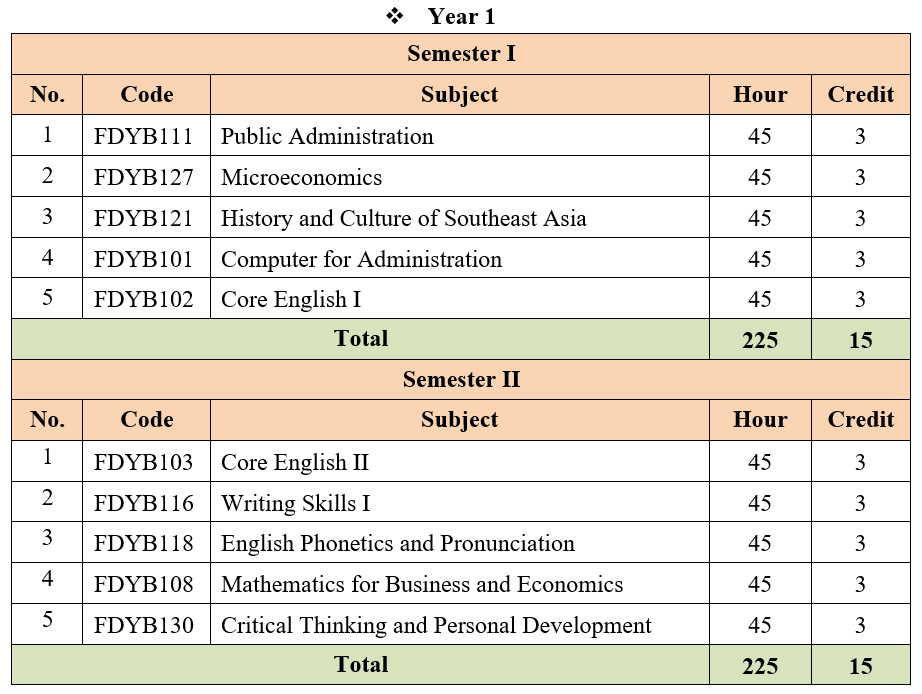 ❖ Year 1
Semester I
No. Code Subject Hour Credit
1 FDYB111 Public Administration 45 3
2 FDYB127 Microeconomics 45 3
3 FDYB121 History and Culture of Southeast Asia 45 3
4 FDYB101 Computer for Administration 45 3
5 FDYB102 Core English I 45 3
Total 225 15
Semester II
No. Code Subject Hour Credit
1 FDYB103 Core English II 45 3
2 FDYB116 Writing Skills I 45 3
3 FDYB118 English Phonetics and Pronunciation 45 3
4 FDYB108 Mathematics for Business and Economics 45 3
5 FDYB130 Critical Thinking and Personal Development 45 3
Total 225 15